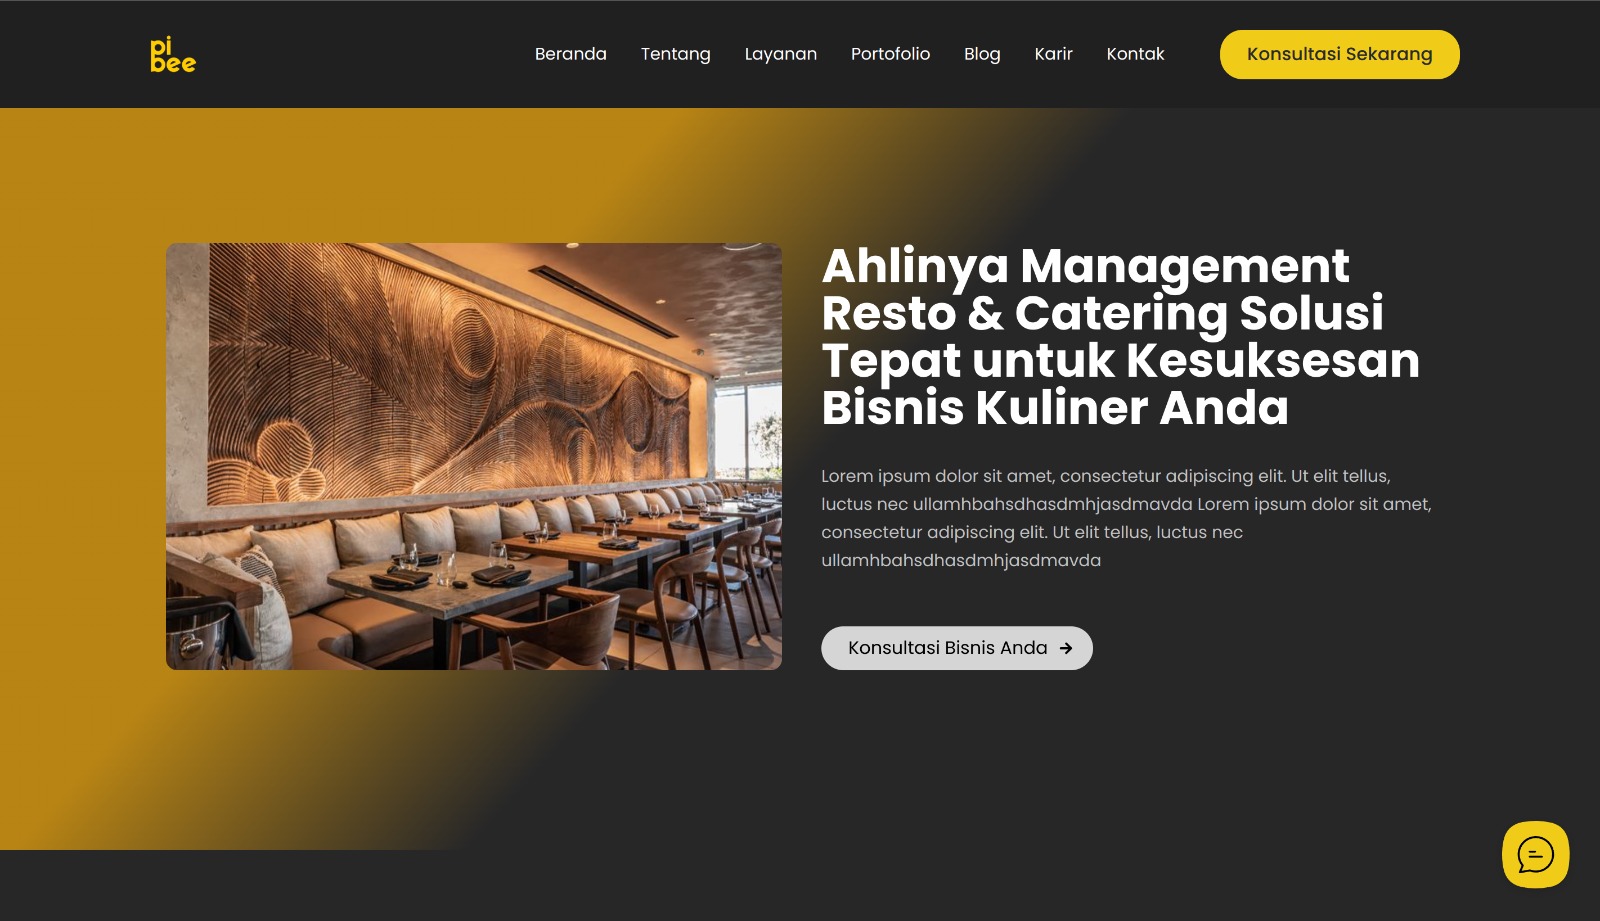 pi
bee
Beranda Tentang Layanan Portofolio Blog Karir Kontak Konsultasi Sekarang
Ahlinya Management
Resto & Catering Solusi
Tepat untuk Kesuksesan
Bisnis Kuliner Anda
Lorem ipsum dolor sit amet, consectetur adipiscing elit. Ut elit tellus,
luctus nec ullamhbahsdhasdmhjasdmavda Lorem ipsum dolor sit amet,
consectetur adipiscing elit. Ut elit tellus, luctus nec
ullamhbahsdhasdmhjasdmavda
Konsultasi Bisnis Anda